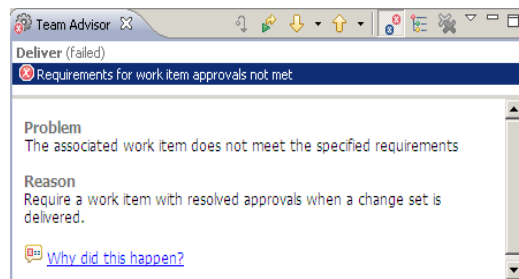 Team Advisor
Deliver (failed)
Requirements for work item approvals not met
Problem
The associated work item does not meet the specified requirements
Reason
Require a work item with resolved approvals when a change set is
delivered.
Why did this happen?